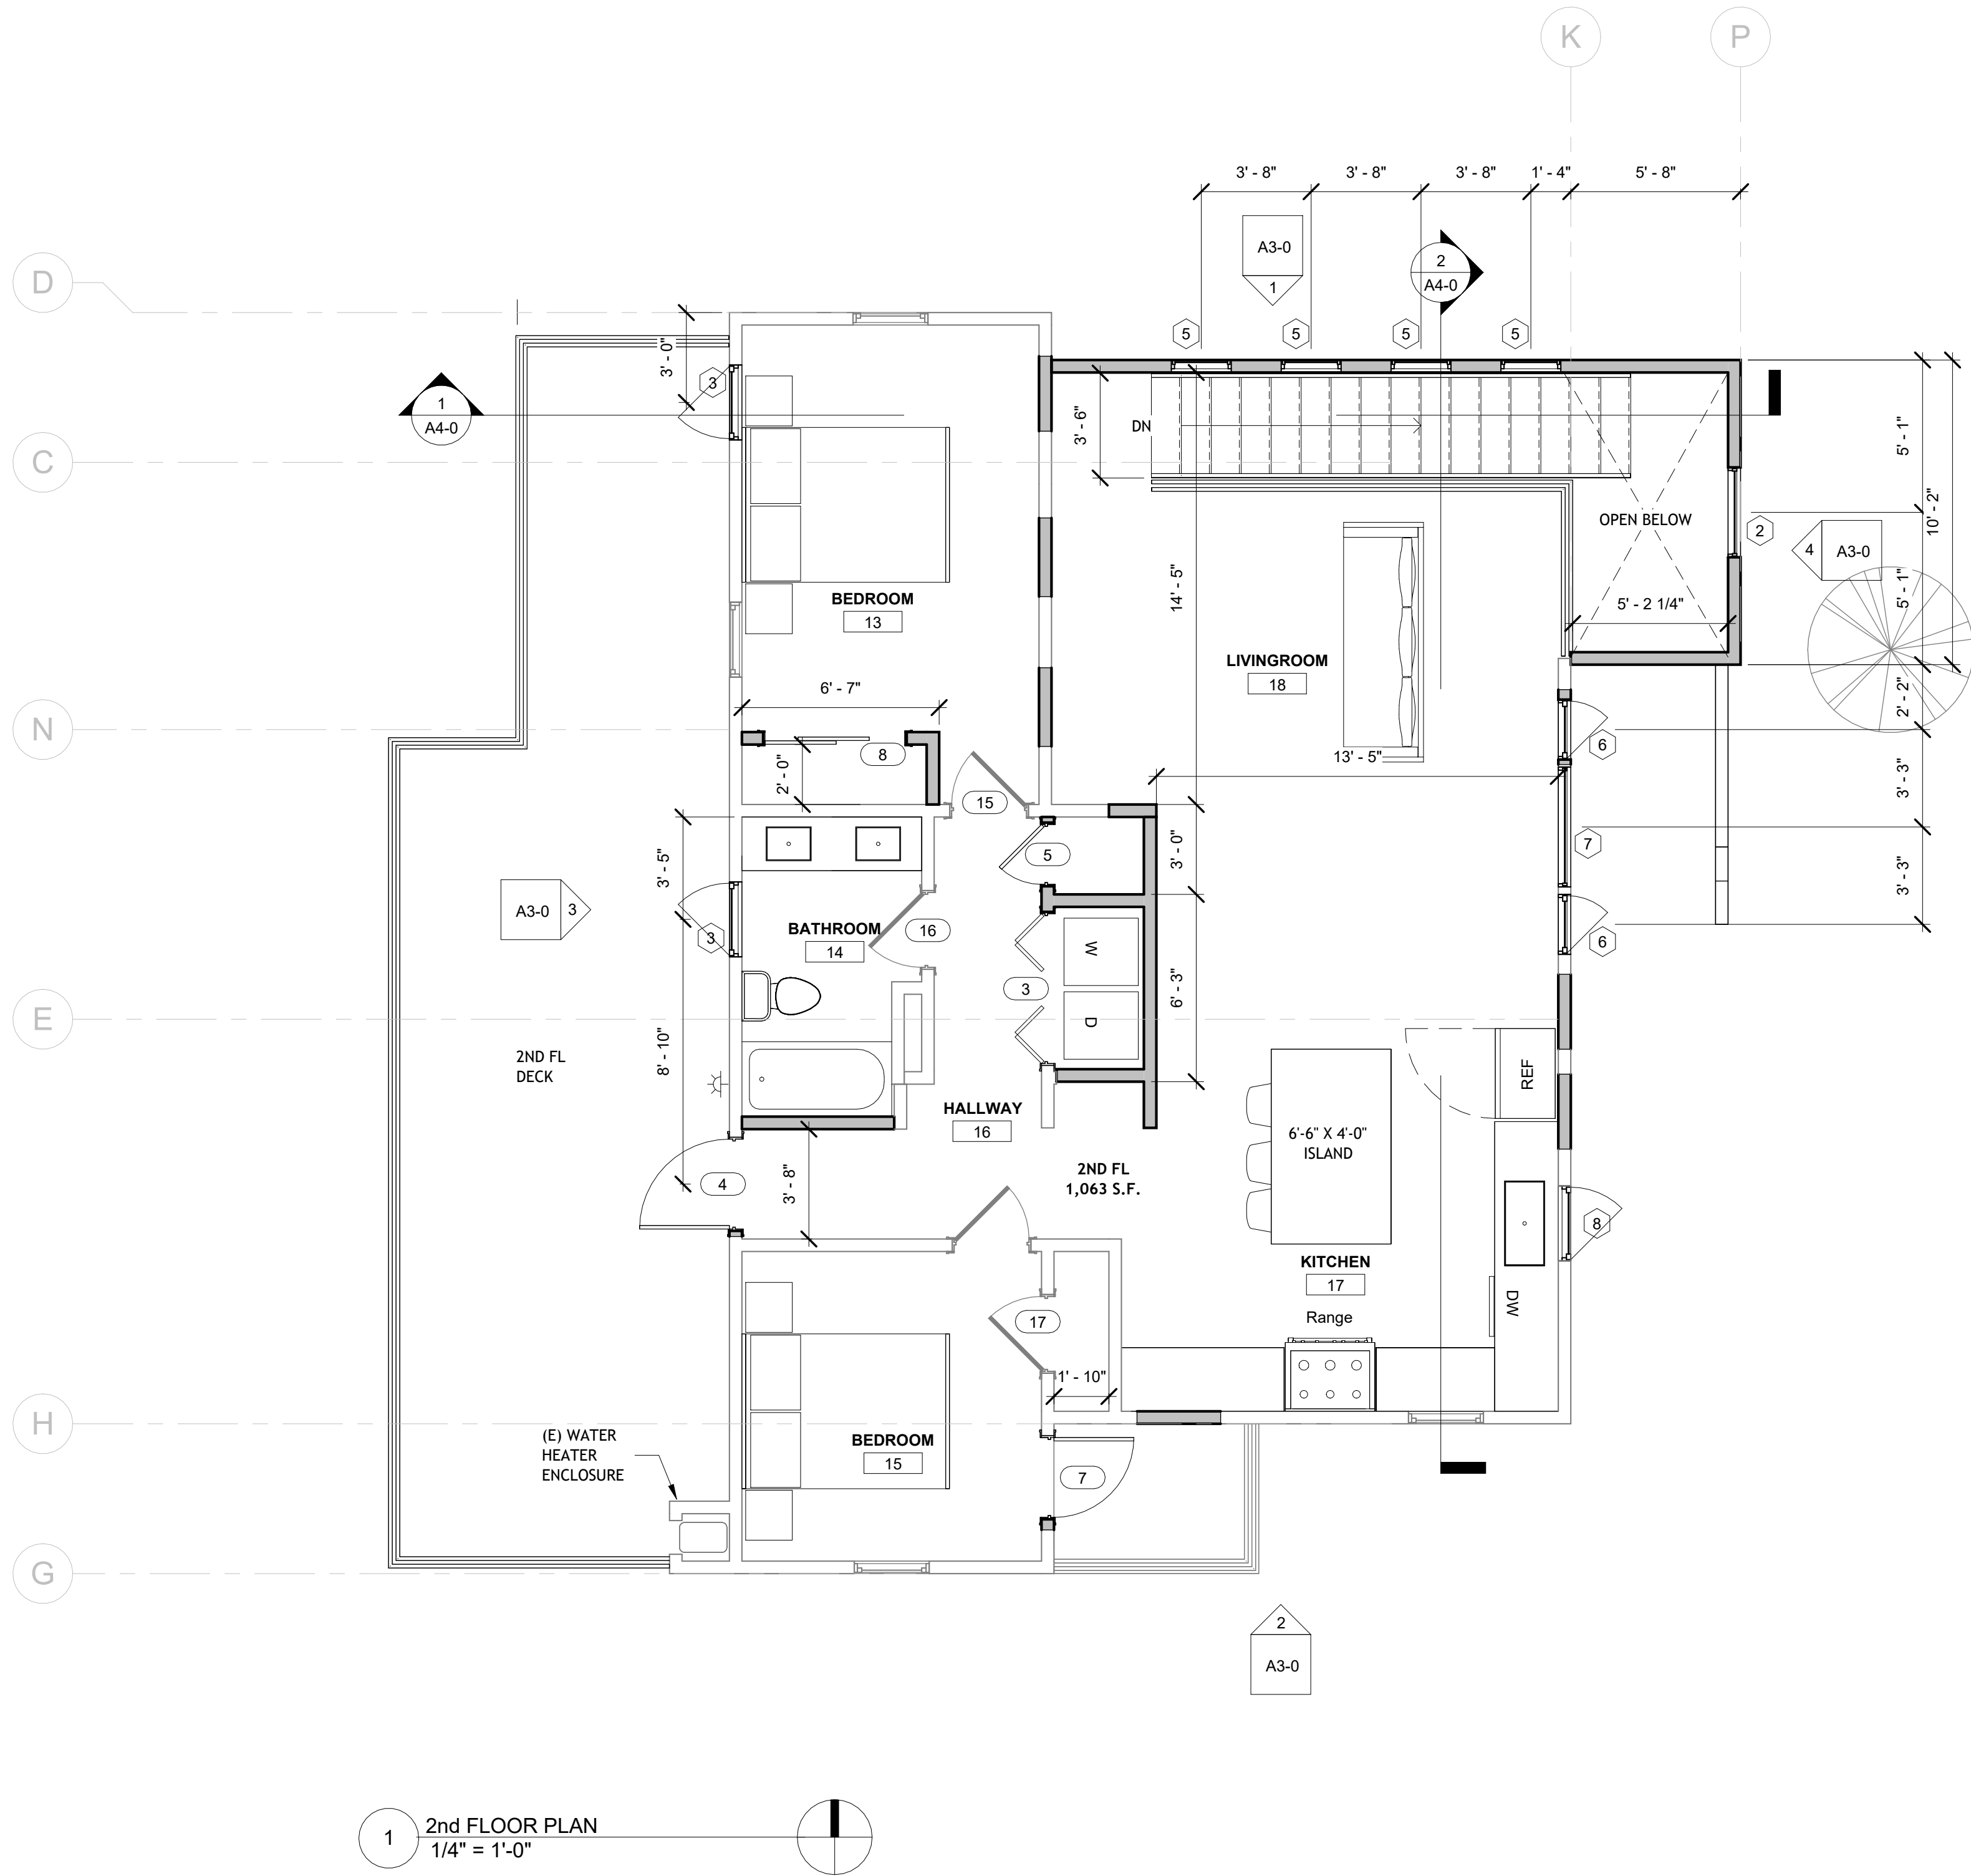 K
P
3' - 8"
3' - 8"
3' - 8"
1' - 4"
5' - 8"
A3-0
1
2
A4-0
D
5
5
5
5
3' - 0"
3
1
A4-0
3' - 6"
DN
5' - 1"
10' - 2"
C
OPEN BELOW
2
4
A3-0
14' - 5"
5' - 1"
5' - 2 1/4"
BEDROOM
13
LIVINGROOM
18
6' - 7"
2' - 2"
N
8
2' - 0"
13' - 5"
6
3' - 3"
15
3' - 5"
5
3' - 0"
7
3' - 3"
A3-0
3
3
BATHROOM
14
16
W
6
3
6' - 3"
E
D
8' - 10"
2ND FL
DECK
REF
HALLWAY
16
6'-6" X 4'-0"
ISLAND
4
3' - 8"
2ND FL
1,063 S.F.
8
KITCHEN
17
Range
DW
17
1' - 10"
H
(E) WATER
HEATER
ENCLOSURE
BEDROOM
15
7
G
2
A3-0
1
2nd FLOOR PLAN
1/4" = 1'-0"